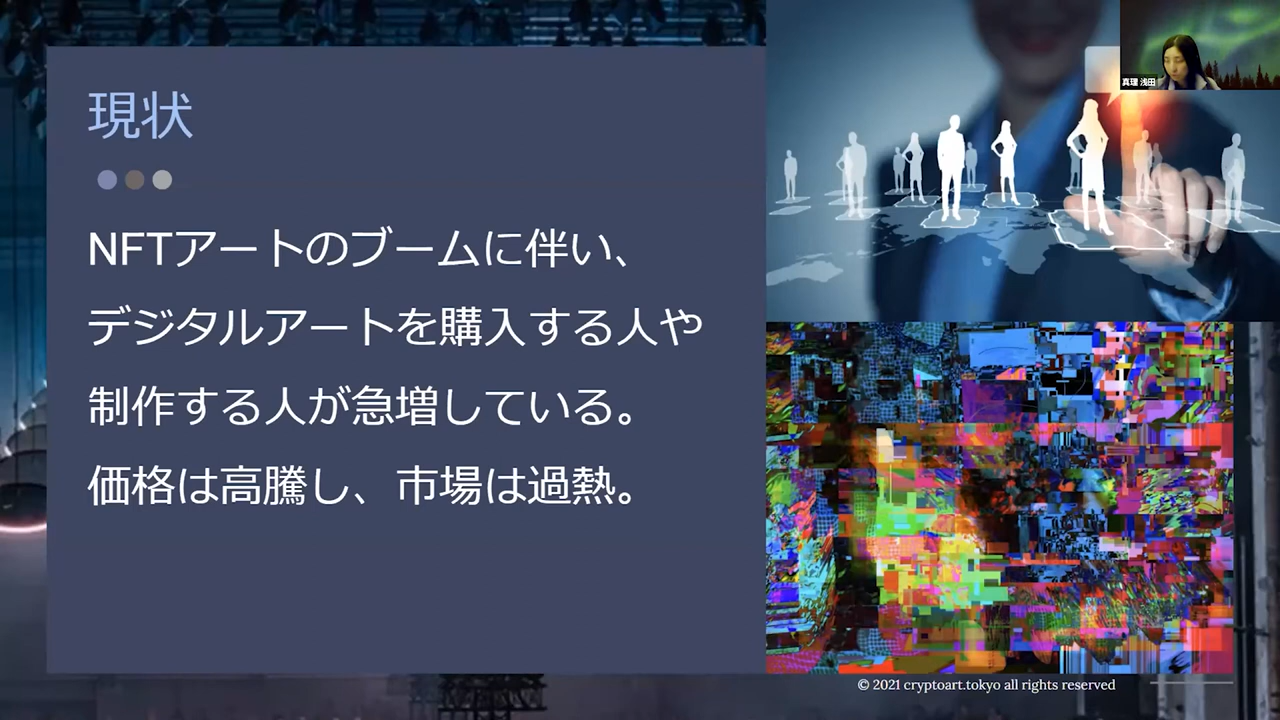 現状
NFTアートのブームに伴い、
デジタルアートを購入する人や
制作する人が急増している。
価格は高騰し、市場は過熱。
真理 浅田
© 2021 cryptoart.tokyo all rights reserved